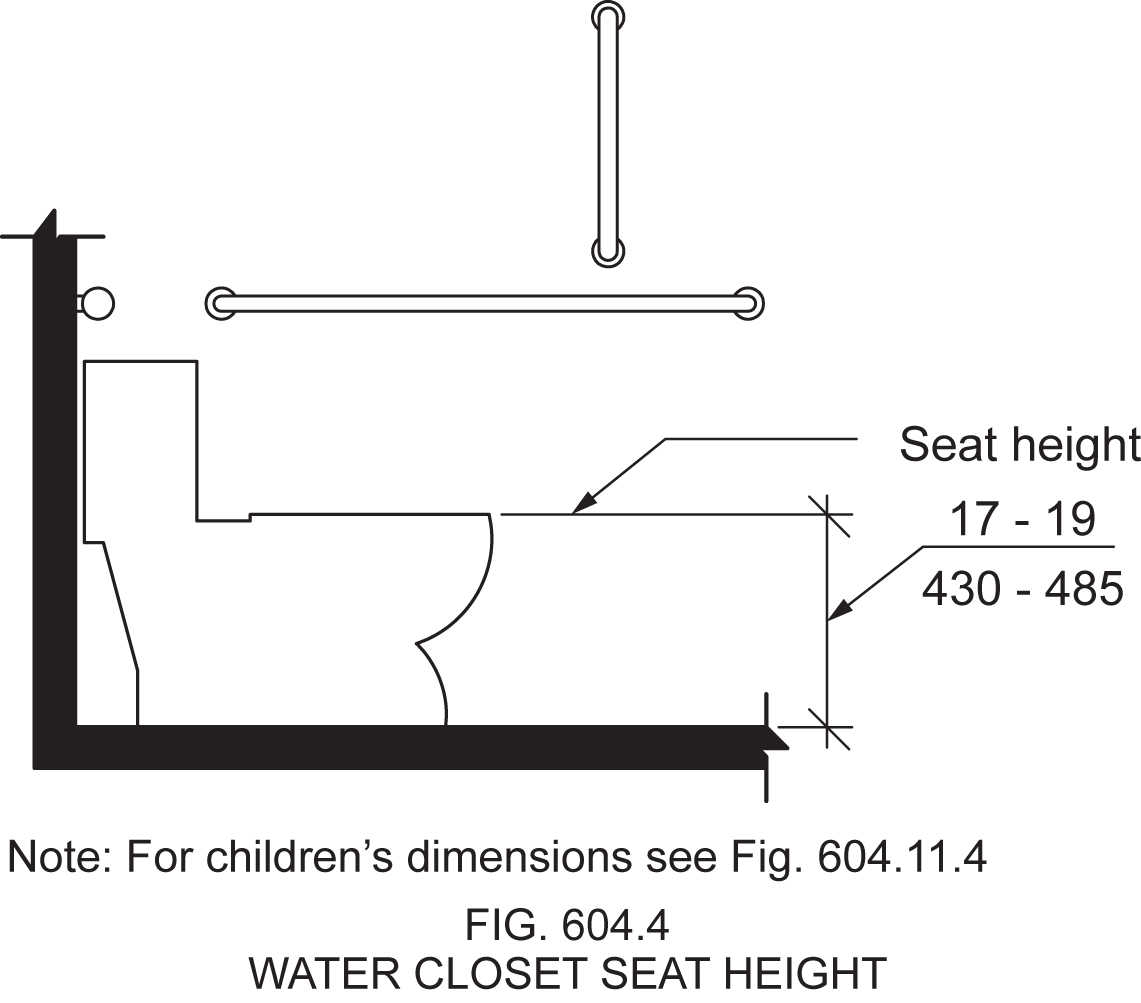 Seat height
17 - 19
430 - 485
Note: For children’s dimensions see Fig. 604.11.4
FIG. 604.4
WATER CLOSET SEAT HEIGHT